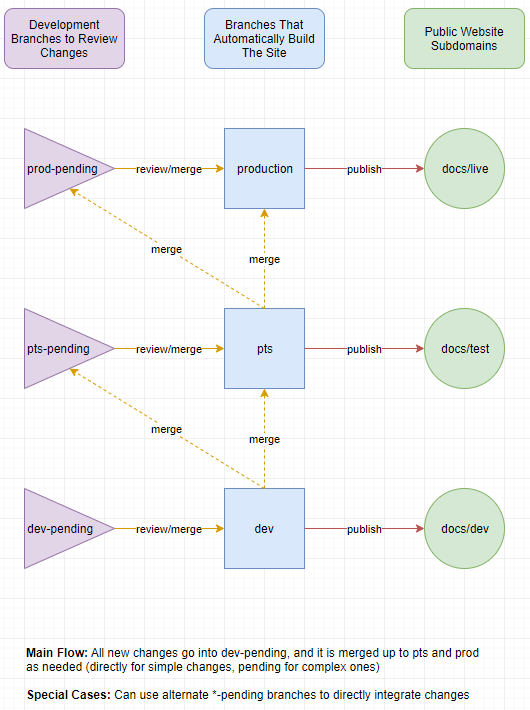 Development
Branches to Review
Changes
Branches That
Automatically Build
The Site
Public Website
Subdomains
prod-pending
review/merge
production
publish
docs/live
merge
merge
pts-pending
review/merge
pts
publish
docs/test
merge
merge
dev-pending
review/merge
dev
publish
docs/dev
Main Flow: All new changes go into dev-pending, and it is merged up to pts and prod
as needed (directly for simple changes, pending for complex ones)
Special Cases: Can use alternate *-pending branches to directly integrate changes